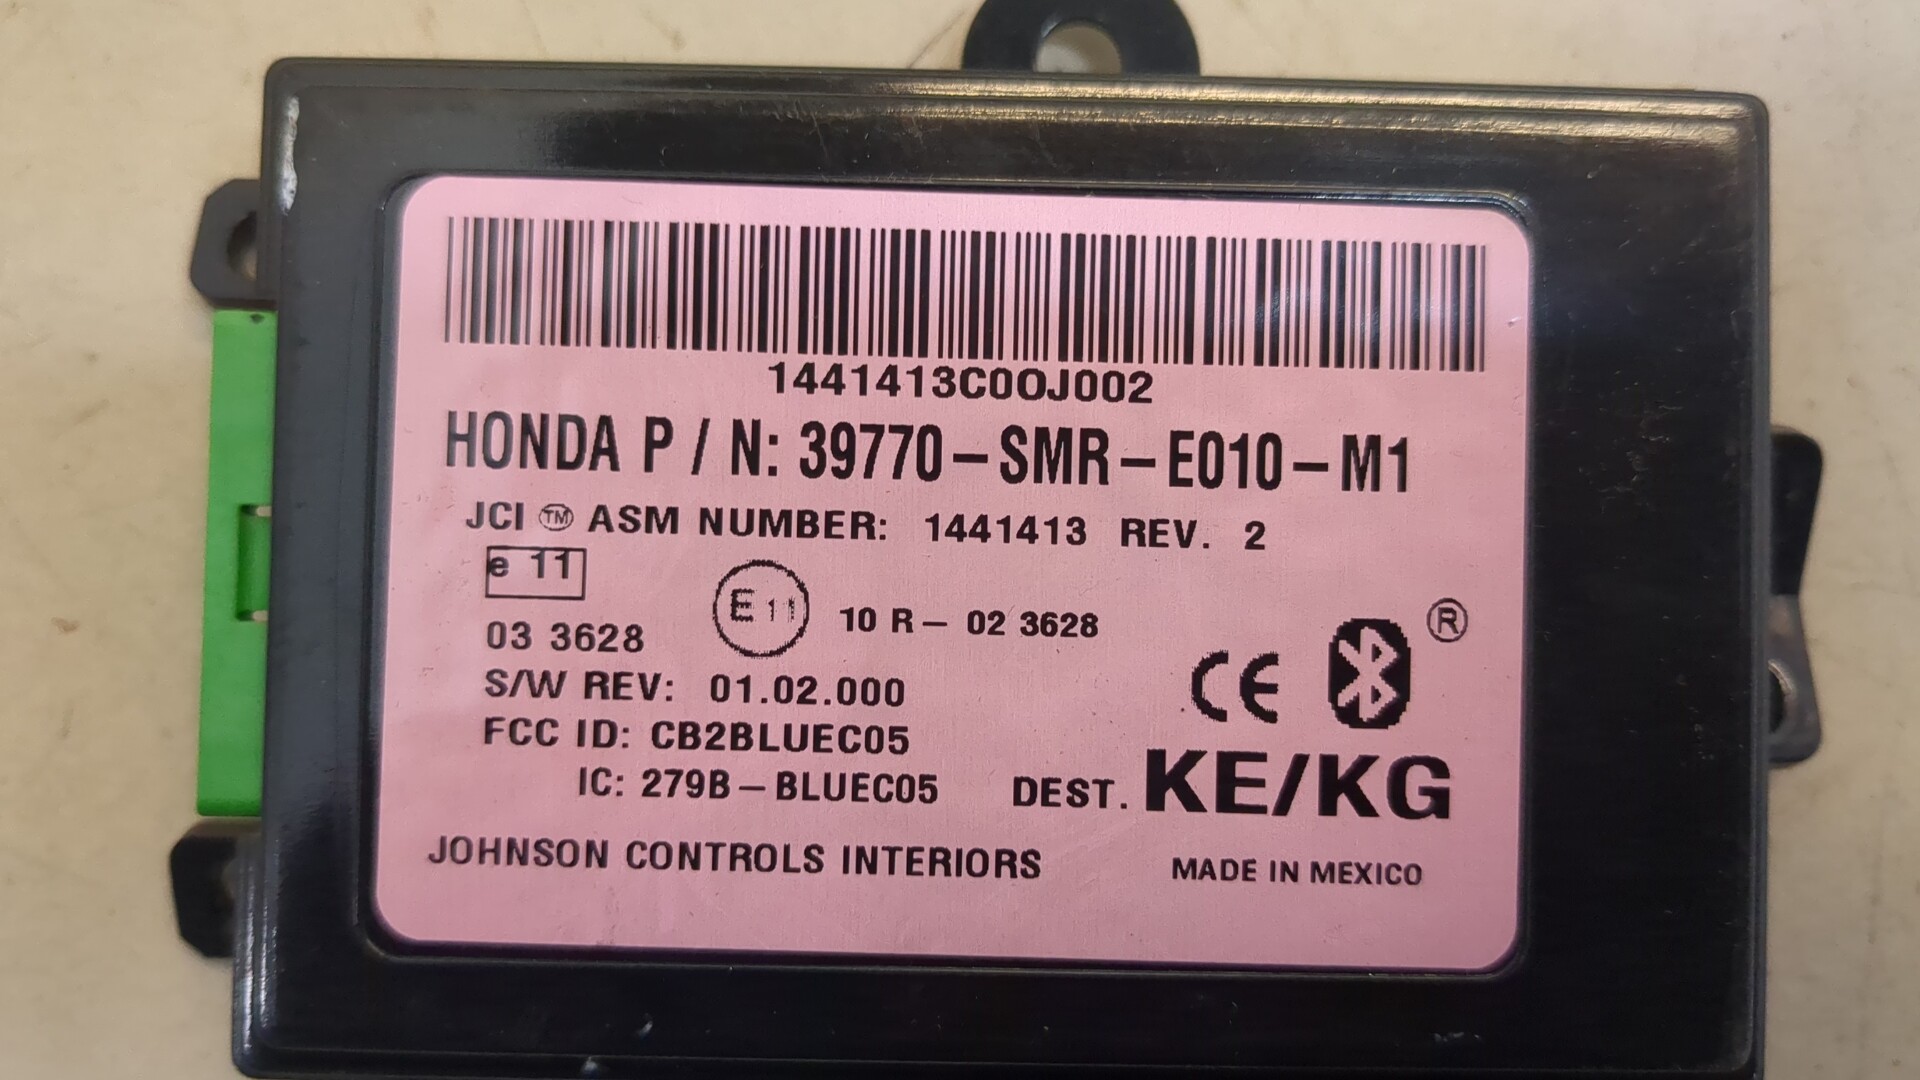 1441413C00J002
HONDA P / N: 39770-SMR-E010-M1
JCI ™ ASM NUMBER: 1441413 REV. 2
e 11
E 11
10 R- 02 3628
03 3628
S/W REV: 01.02.000
CE
®
FCC ID: CB2BLUEC05
IC: 279B-BLUEC05
DEST. KE/KG
JOHNSON CONTROLS INTERIORS
MADE IN MEXICO